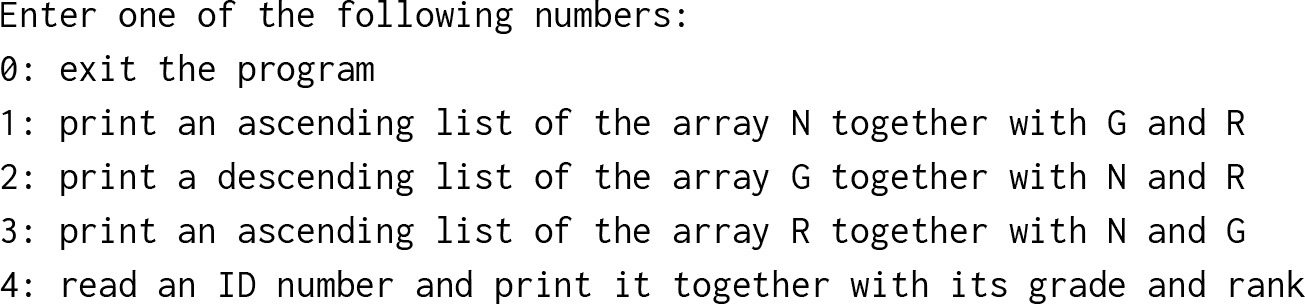 Enter one of the following numbers:
0: exit the program
1: print an ascending list of the array N together with G and R
2: print a descending list of the array G together with N and R
3: print an ascending list of the array R together with N and G
4: read an ID number and print it together with its grade and rank